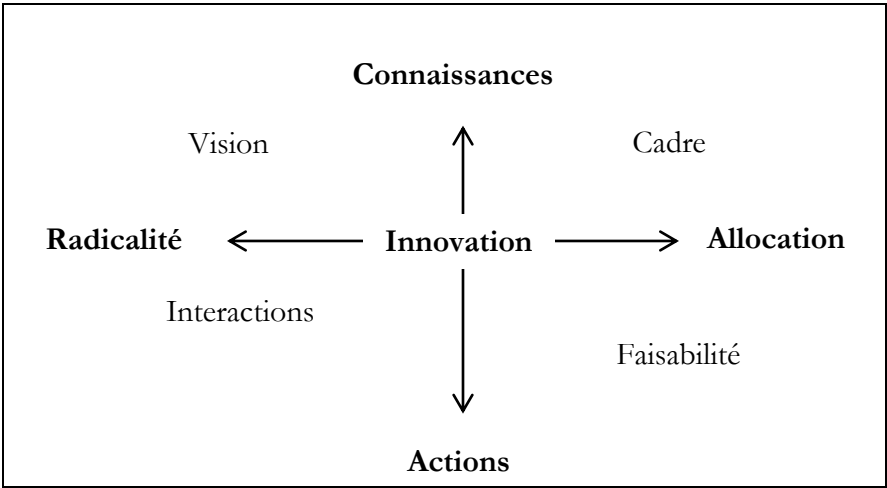 Connaissances
Vision
Cadre
Radicalité
Innovation
Allocation
Interactions
Faisabilité
Actions